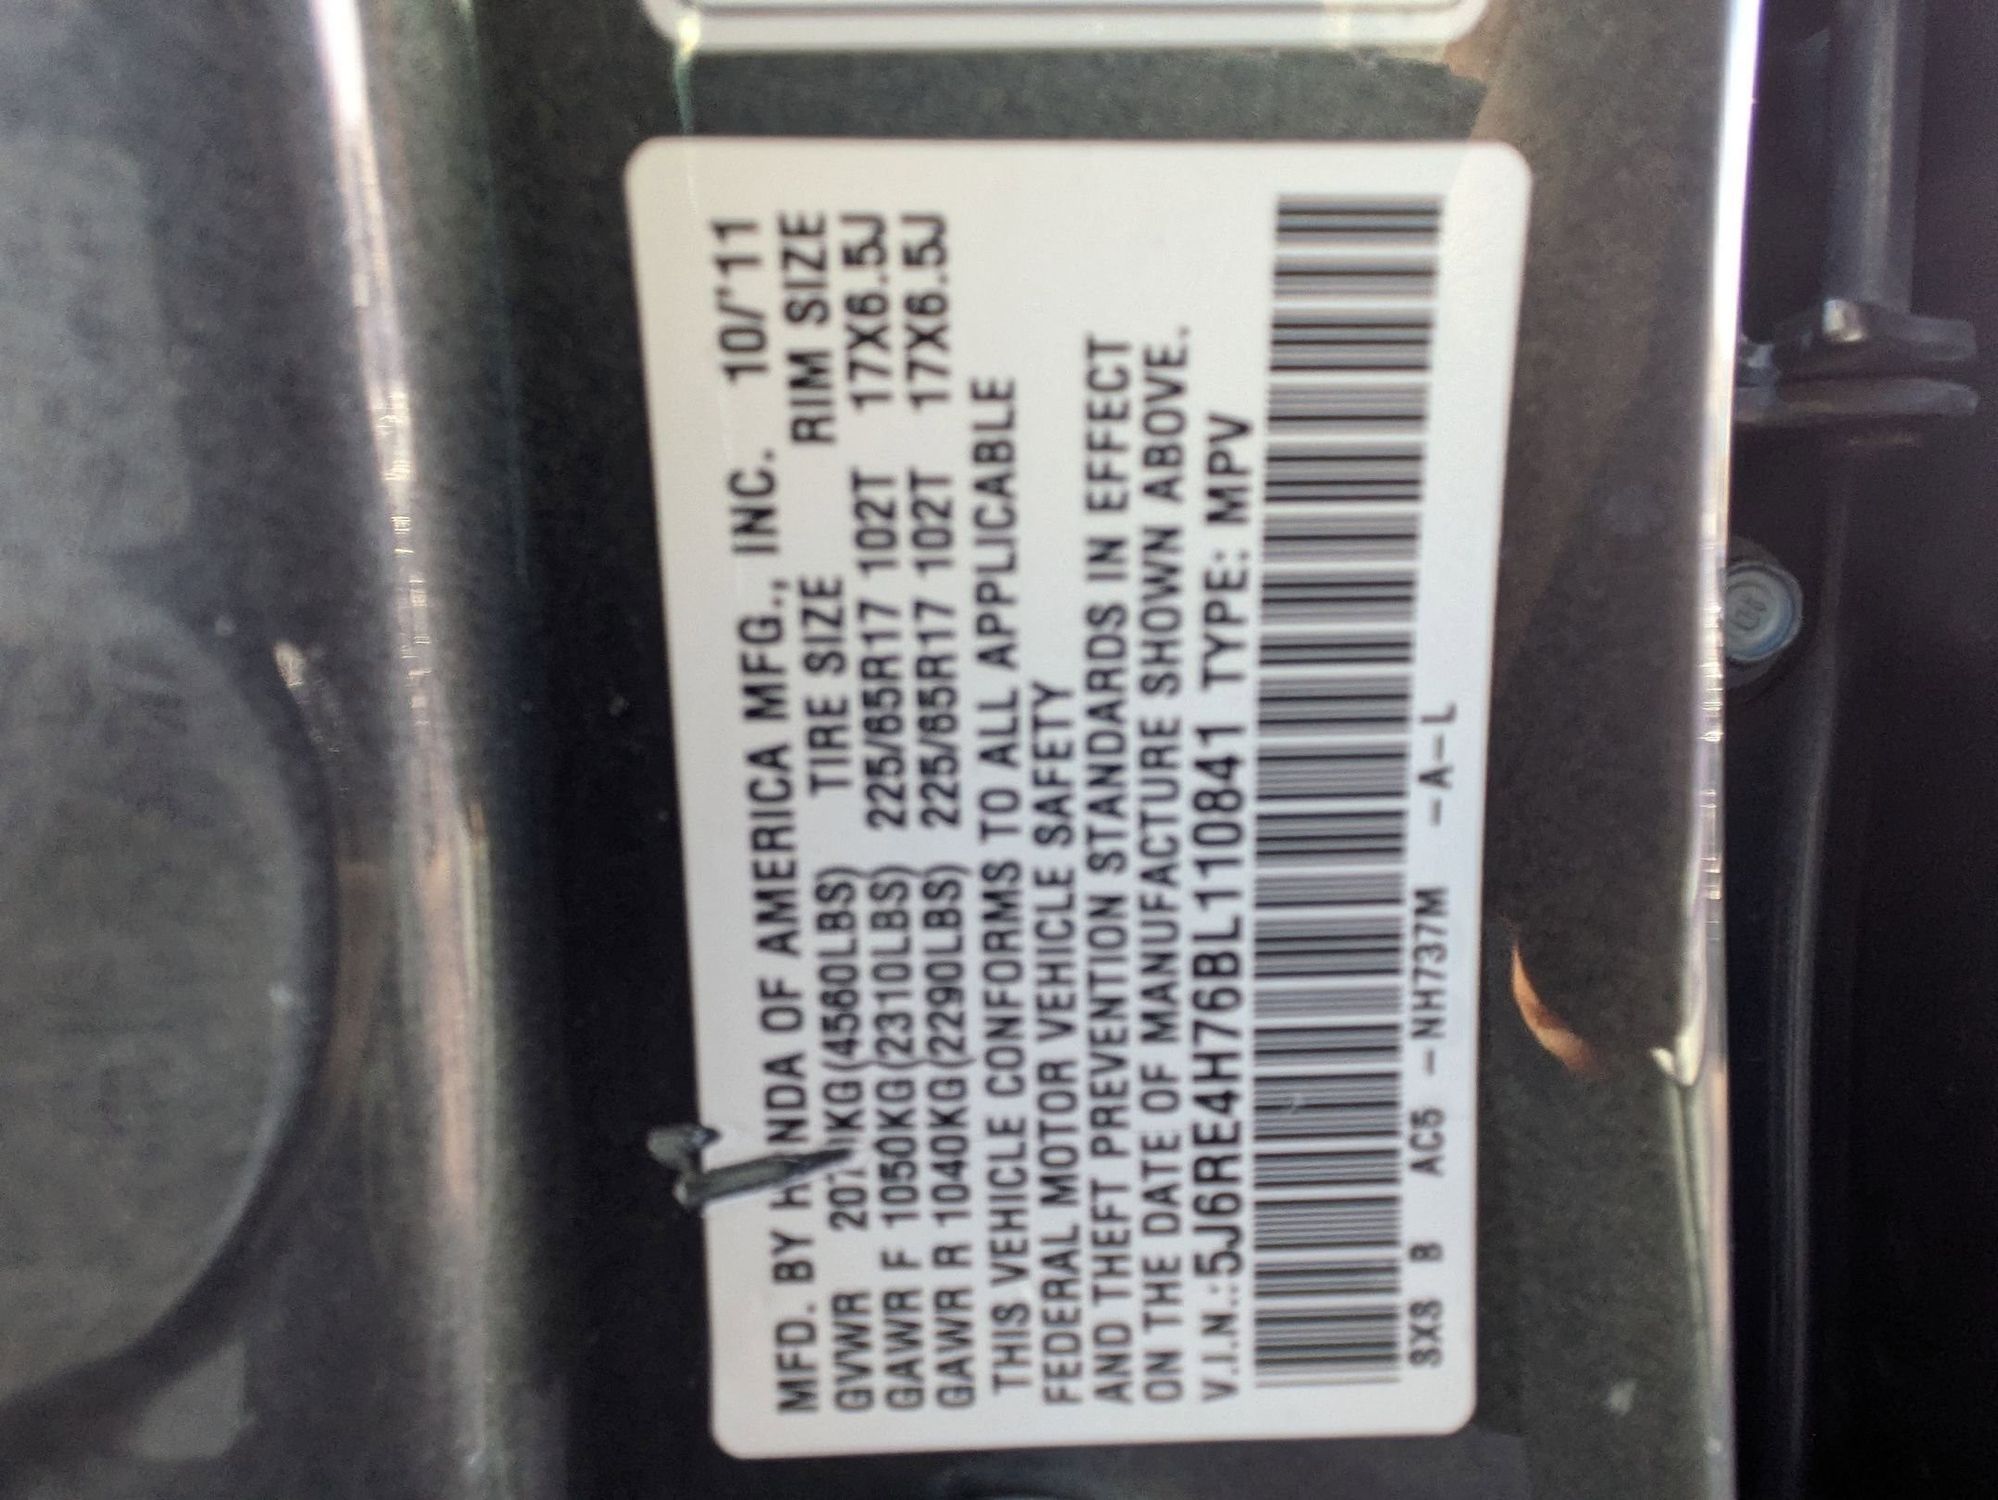 MFD. BY HONDA OF AMERICA MFG., INC. 10/'11
GVWR KG(4560LBS) TIRE SIZE RIM SIZE
GAWR F 1050KG(2310LBS) 225/65R17 102T 17X6.5J
GAWR R 1040KG(2290LBS) 225/65R17 102T 17X6.5J
THIS VEHICLE CONFORMS TO ALL APPLICABLE
FEDERAL MOTOR VEHICLE SAFETY
AND THEFT PREVENTION STANDARDS IN EFFECT
ON THE DATE OF MANUFACTURE SHOWN ABOVE.
V.I.N.:5J6RE4H76BL110841 TYPE: MPV
SXS B AC5 -NH737M -A-L